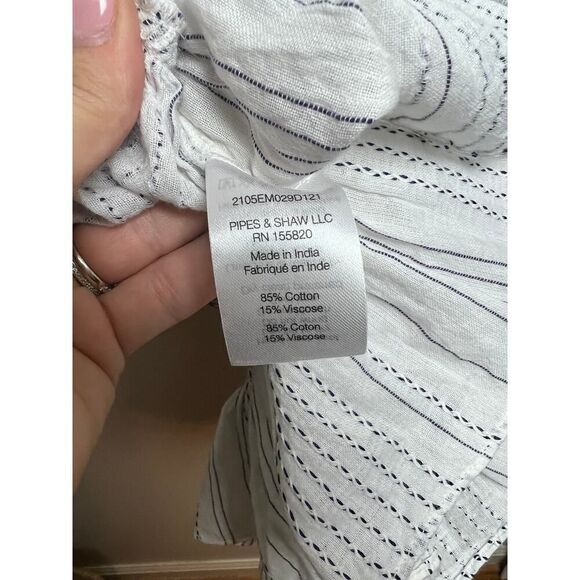 2105EM029D121
PIPES & SHAW LLC
RN 155820
Made in India
Fabriqué en Inde
85% Cotton
15% Viscose
85% Coton
15% Viscose